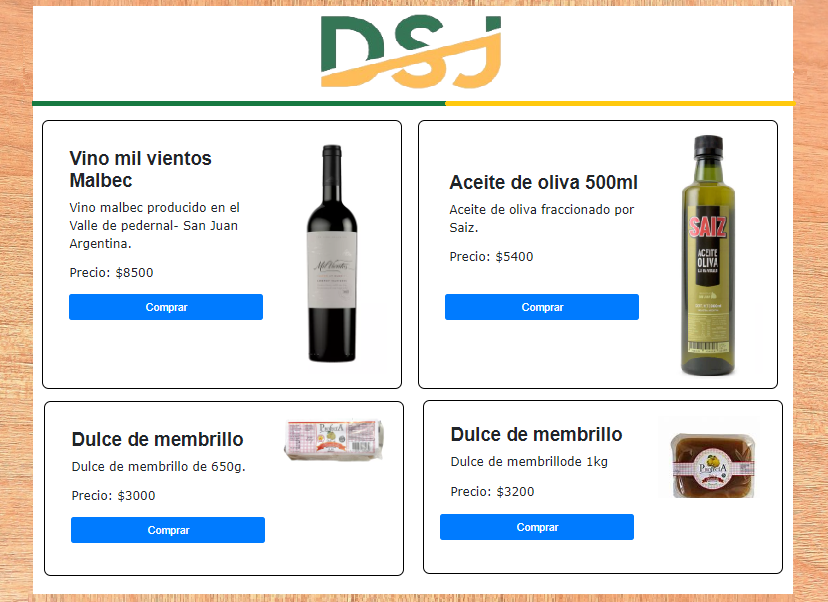 DSJ
Vino mil vientos
Malbec
Vino malbec producido en el
Valle de pedernal- San Juan
Argentina.
Precio: $8500
Comprar
Mil Vientos
Aceite de oliva 500ml
Aceite de oliva fraccionado por
Saiz.
Precio: $5400
Comprar
SAIZ
ACEITE
OLIVA
Dulce de membrillo
Dulce de membrillo de 650g.
Precio: $3000
Comprar
Dulce de membrillo
Dulce de membrillode 1kg
Precio: $3200
Comprar